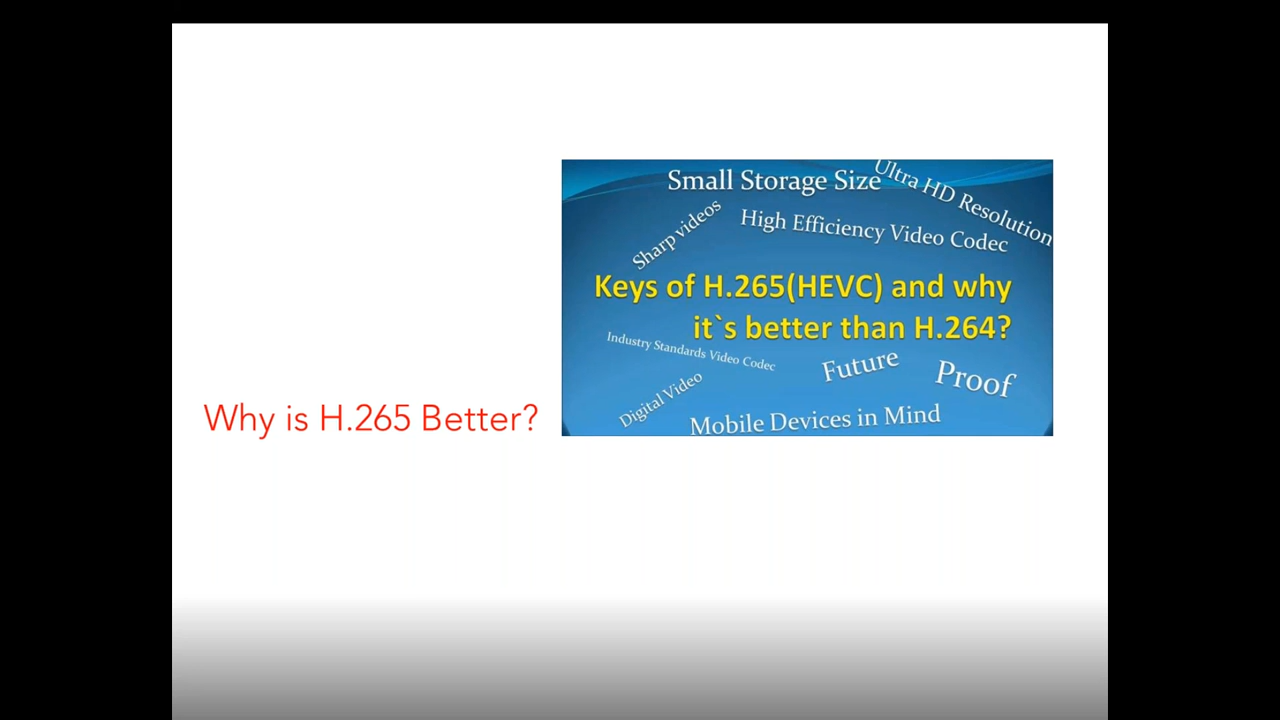 Small Storage Size
Ultra HD Resolution
Sharp videos
High Efficiency Video Codec
Keys of H.265(HEVC) and why
it`s better than H.264?
Industry Standards Video Codec
Future
Proof
Digital Video
Mobile Devices in Mind
Why is H.265 Better?